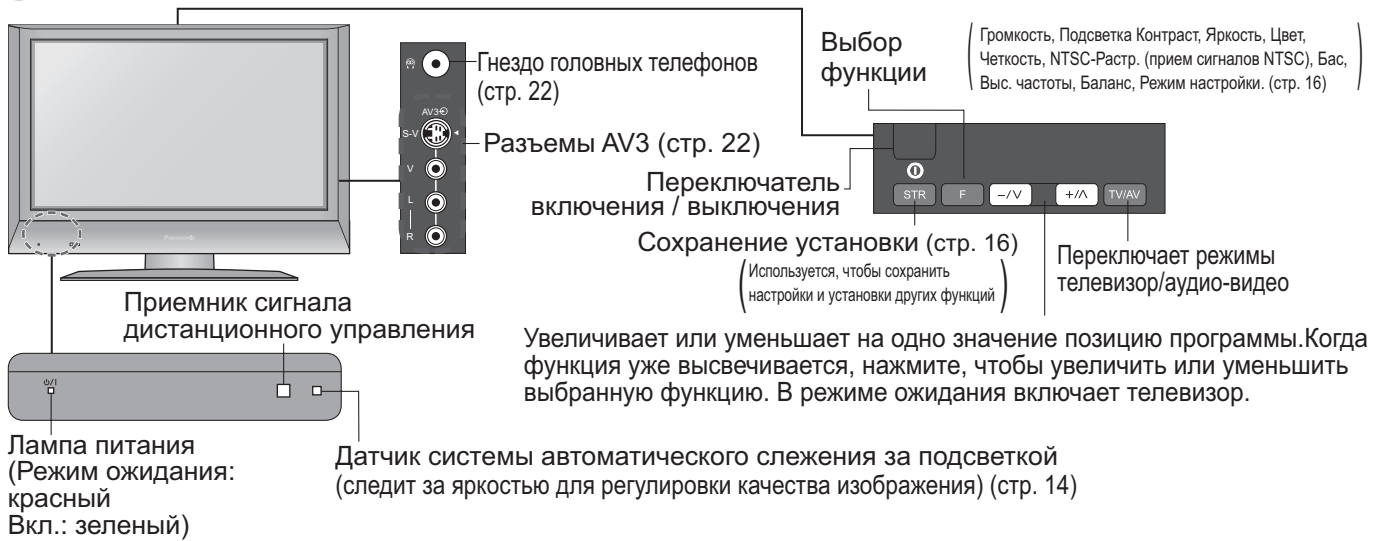 Гнездо головных телефонов
(стр. 22)
AV3
S-V
Разъемы AV3 (стр. 22)
V
L
R
Panasonic
Выбор
функции
Громкость, Подсветка Контраст, Яркость, Цвет,
Четкость, NTSC-Растр. (прием сигналов NTSC), Бас,
Выс. частоты, Баланс, Режим настройки. (стр. 16)
Переключатель
включения / выключения
STR F –/V +/Λ TV/AV
Сохранение установки (стр. 16)
Используется, чтобы сохранить
настройки и установки других функций
Переключает режимы
телевизор/аудио-видео
Увеличивает или уменьшает на одно значение позицию программы.Когда
функция уже высвечивается, нажмите, чтобы увеличить или уменьшить
выбранную функцию. В режиме ожидания включает телевизор.
Приемник сигнала
дистанционного управления
⏻/I
Лампа питания
(Режим ожидания:
красный
Вкл.: зеленый)
Датчик системы автоматического слежения за подсветкой
(следит за яркостью для регулировки качества изображения) (стр. 14)